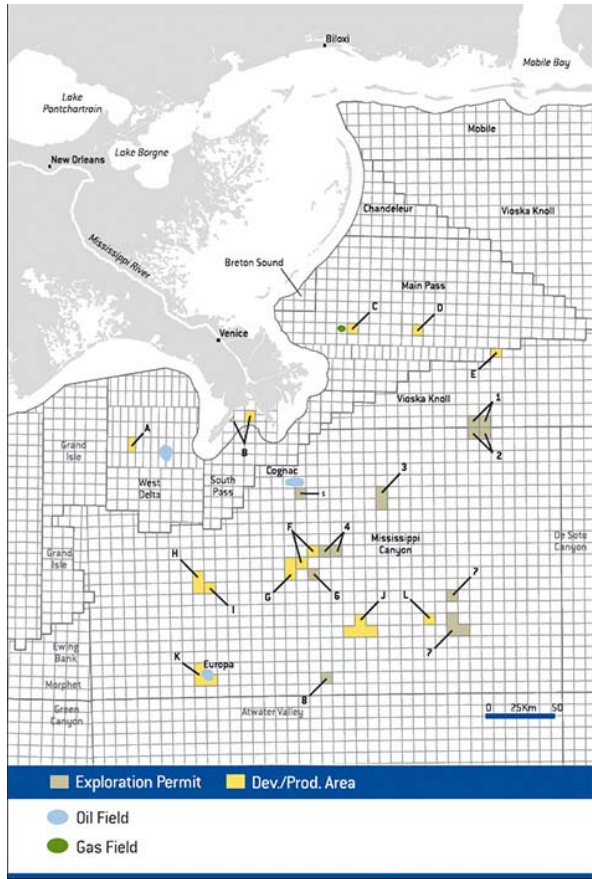 Biloxi
Mobile Bay
Lake
Pontchartrain
Lake Borgne
New Orleans
Mobile
Chandeleur
Vioska Knoll
Mississippi River
Breton Sound
Main Pass
C
D
Venice
E
Vioska Knoll
1
A
B
2
Grand
Isle
Cognac
3
West
Delta
South
Pass
5
F
4
Mississippi
Canyon
De Soto
Canyon
Grand
Isle
H
G
6
7
I
J
L
Ewing
Bank
7
K
Europa
Morphet
8
0 25Km 50
Green
Canyon
Atwater Valley
Exploration Permit
Dev./Prod. Area
Oil Field
Gas Field